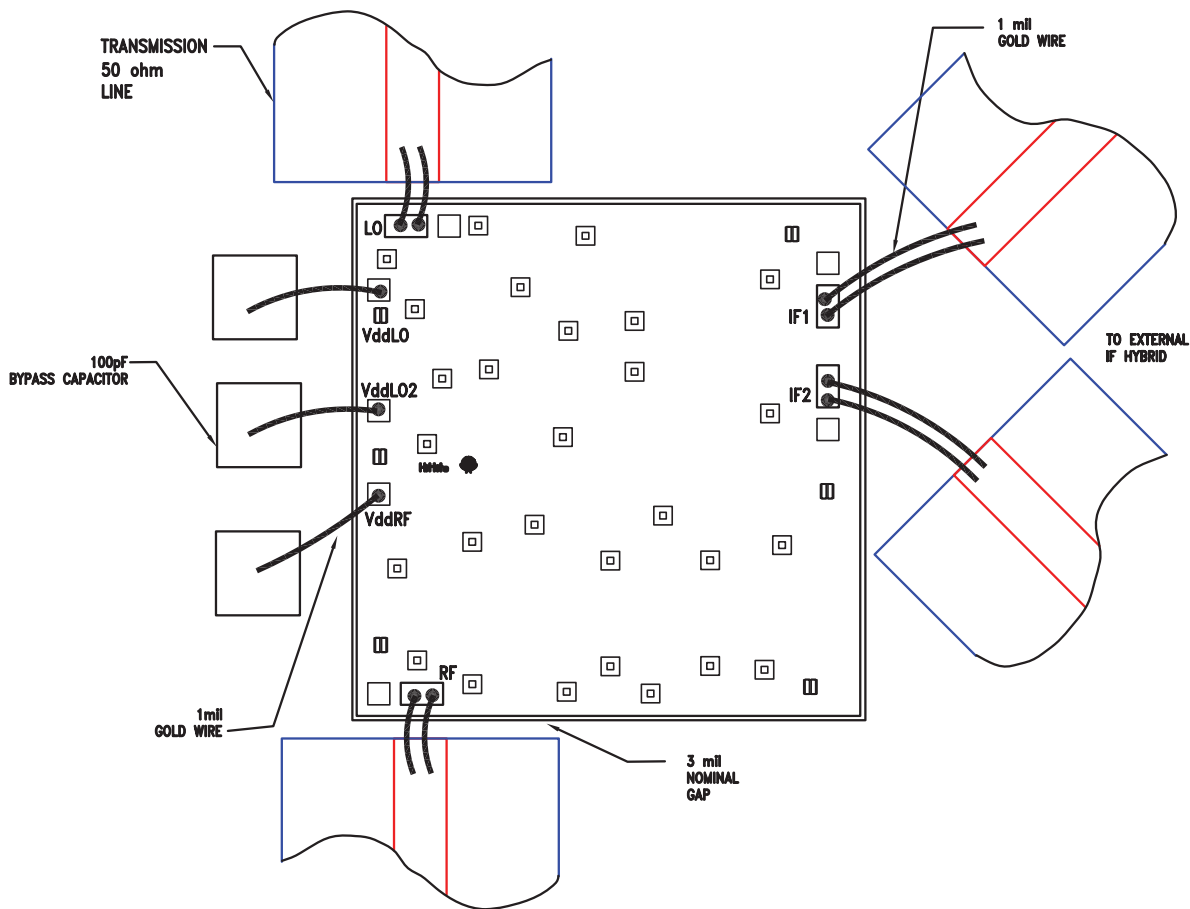 TRANSMISSION
50 ohm
LINE
1 mil
GOLD WIRE
LO
VddLO
IF1
TO EXTERNAL
IF HYBRID
100pF
BYPASS CAPACITOR
VddLO2
IF2
VddRF
RF
1mil
GOLD WIRE
3 mil
NOMINAL
GAP